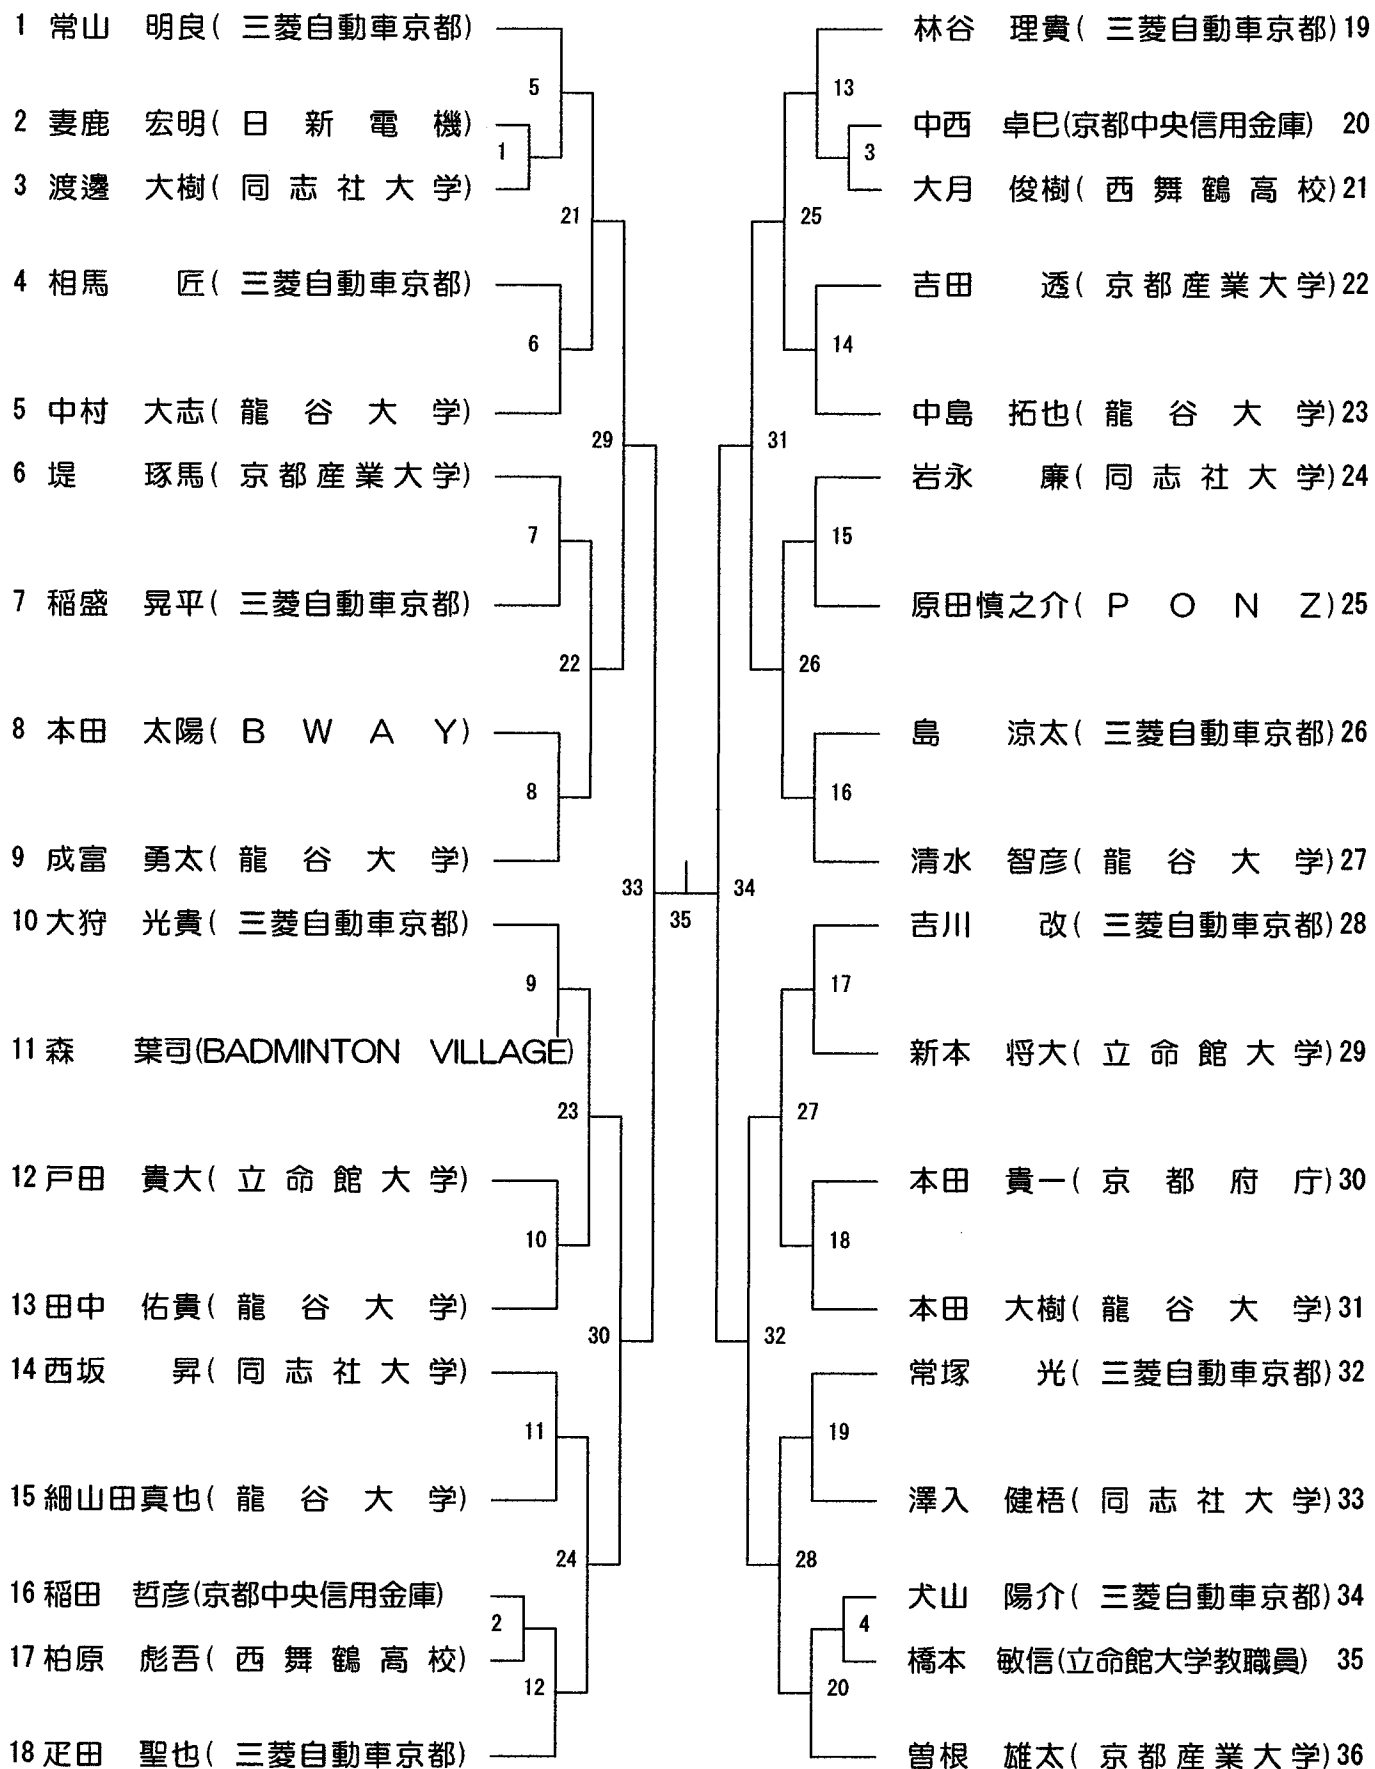 1 常山 明良( 三菱自動車京都)
5
2 妻鹿 宏明( 日新電機)
1
3 渡邊 大樹( 同志社大学)
21
4 相馬 匠( 三菱自動車京都)
6
5 中村 大志( 龍谷大学)
29
6 堤 琢馬( 京都産業大学)
7
7 稲盛 晃平( 三菱自動車京都)
22
8 本田 太陽( BWAY)
8
9 成富 勇太( 龍谷大学)
33
10 大狩 光貴( 三菱自動車京都)
9
11 森 葉司(BADMINTON VILLAGE)
23
12 戸田 貴大( 立命館大学)
10
13 田中 佑貴( 龍谷大学)
30
14 西坂 昇( 同志社大学)
11
15 細山田真也( 龍谷大学)
24
16 稲田 哲彦(京都中央信用金庫)
2
17 柏原 彪吾( 西舞鶴高校)
12
18 疋田 聖也( 三菱自動車京都)
35
林谷 理貴( 三菱自動車京都) 19
13
中西 卓巳(京都中央信用金庫) 20
3
大月 俊樹( 西舞鶴高校) 21
25
吉田 透( 京都産業大学) 22
14
中島 拓也( 龍谷大学) 23
31
岩永 廉( 同志社大学) 24
15
原田慎之介( PONZ) 25
26
島 涼太( 三菱自動車京都) 26
16
清水 智彦( 龍谷大学) 27
34
吉川 改( 三菱自動車京都) 28
17
新本 将大( 立命館大学) 29
27
本田 貴一( 京都府庁) 30
18
本田 大樹( 龍谷大学) 31
32
常塚 光( 三菱自動車京都) 32
19
澤入 健梧( 同志社大学) 33
28
犬山 陽介( 三菱自動車京都) 34
4
橋本 敏信(立命館大学教職員) 35
20
曽根 雄太( 京都産業大学) 36